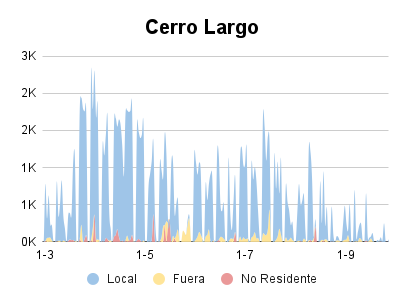 Cerro Largo
3K
2K
2K
1K
1K
0K
1-3 1-5 1-7 1-9
Local Fuera No Residente